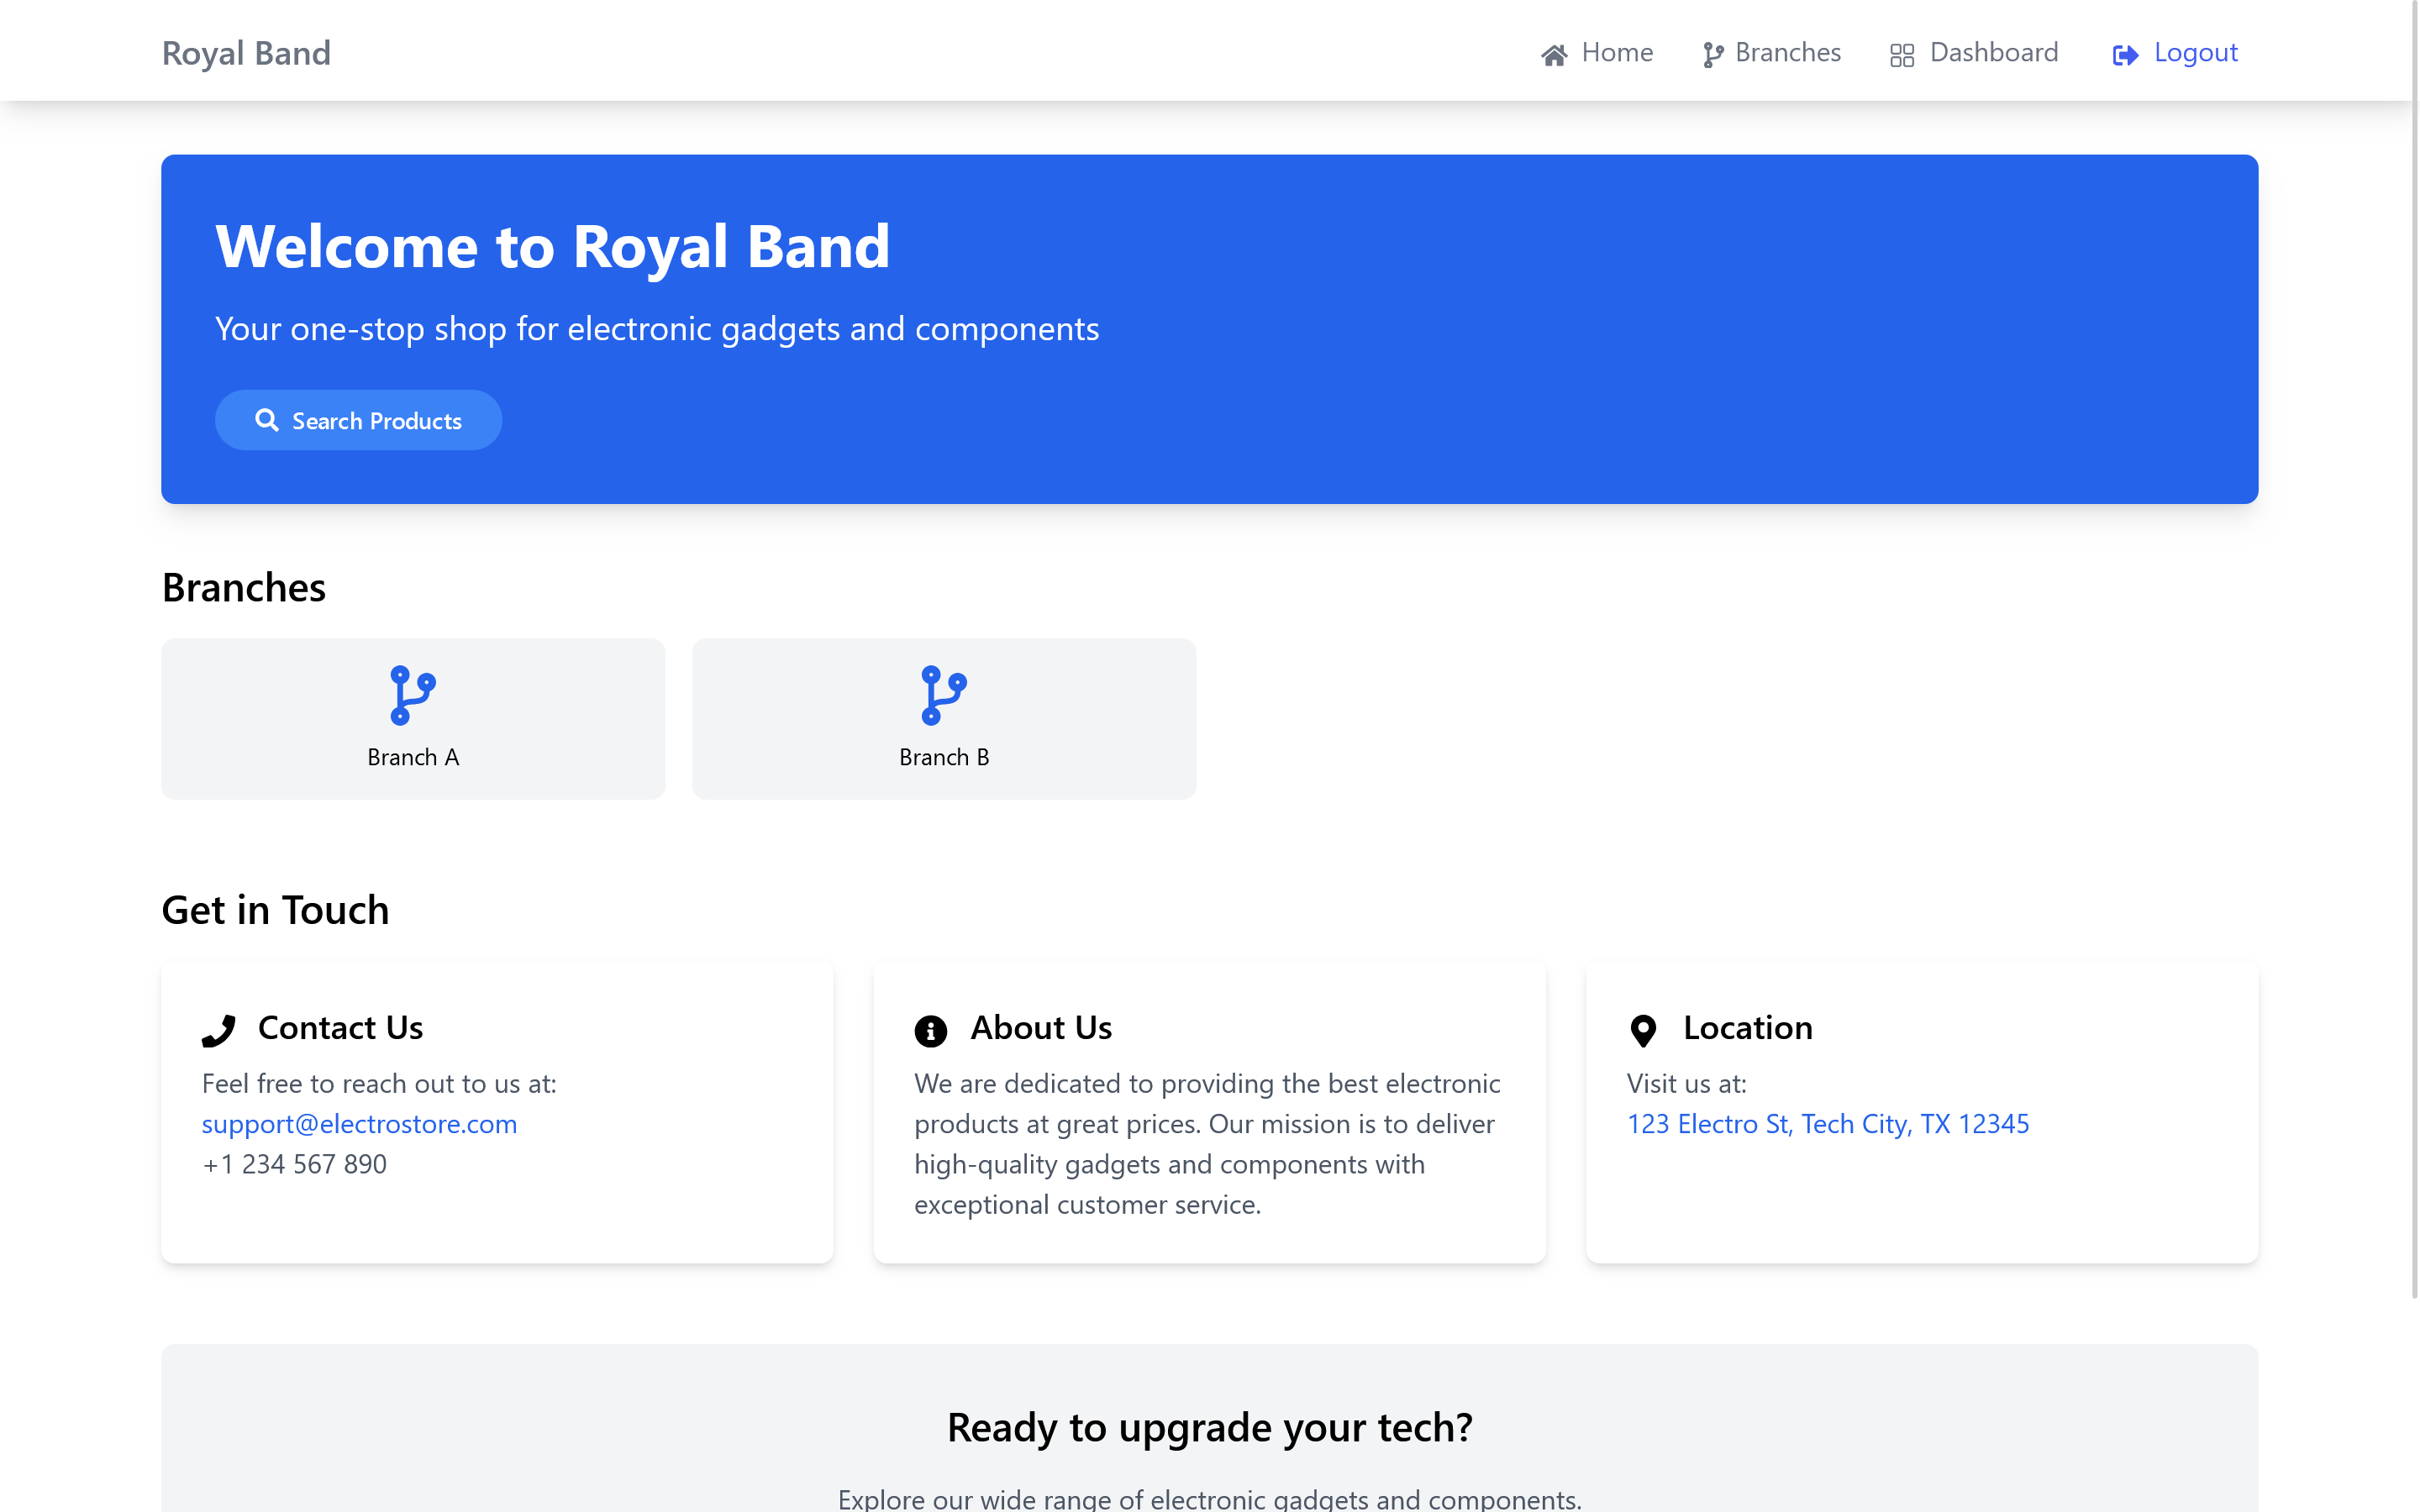 Royal Band
Home
Branches
Dashboard
Logout
Welcome to Royal Band
Your one-stop shop for electronic gadgets and components
Search Products
Branches
Branch A
Branch B
Get in Touch
Contact Us
Feel free to reach out to us at:
support@electrostore.com
+1 234 567 890
About Us
We are dedicated to providing the best electronic
products at great prices. Our mission is to deliver
high-quality gadgets and components with
exceptional customer service.
Location
Visit us at:
123 Electro St, Tech City, TX 12345
Ready to upgrade your tech?
Explore our wide range of electronic gadgets and components.